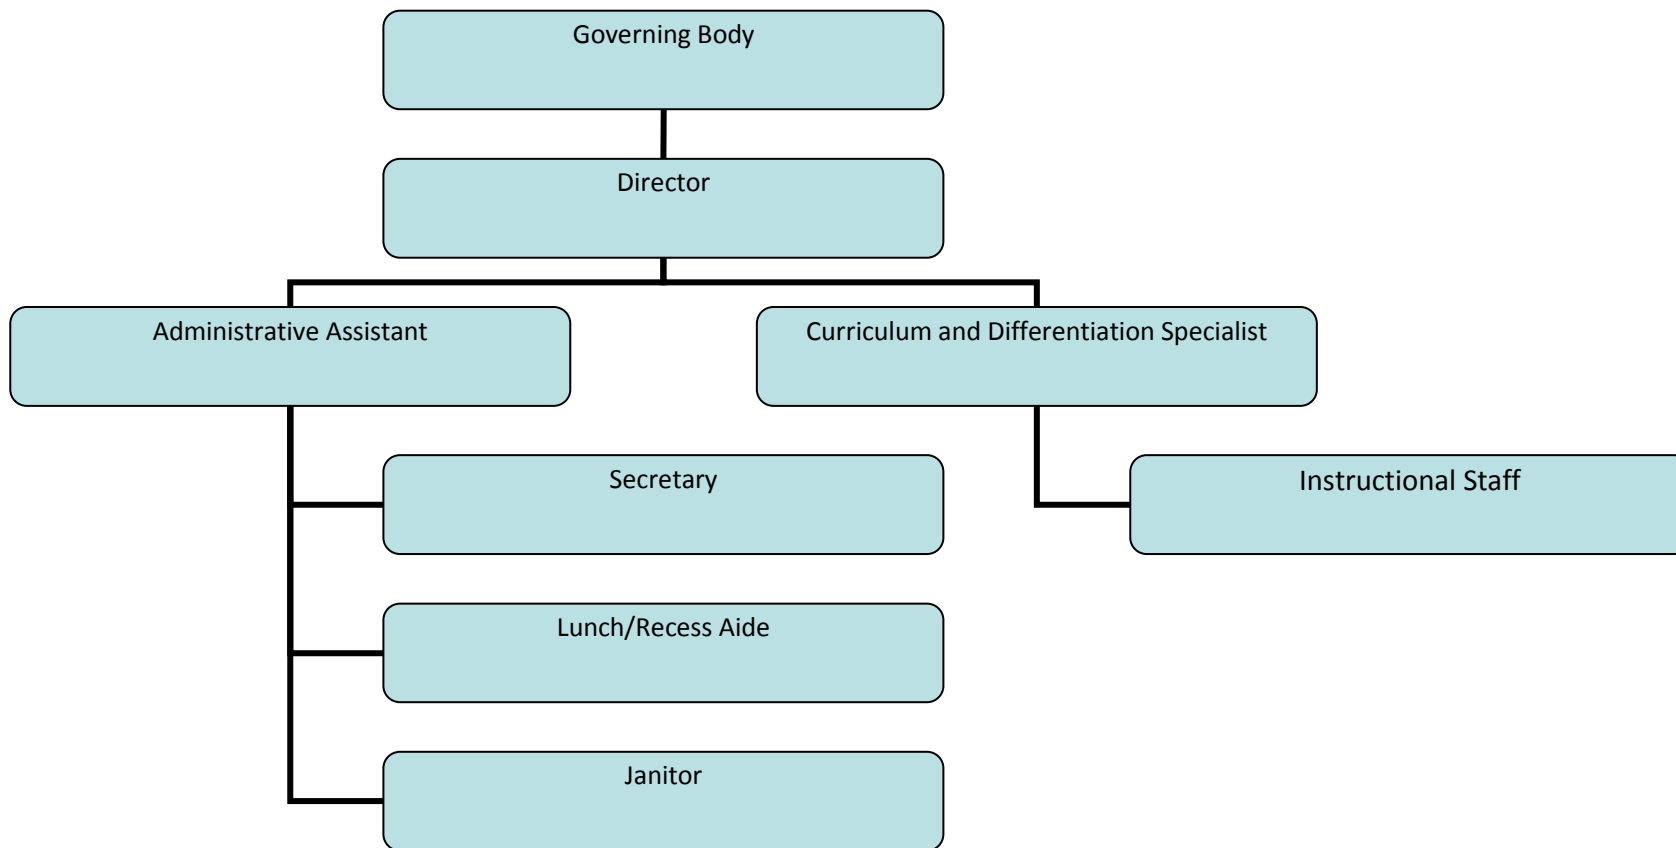 Governing Body
Director
Administrative Assistant
Curriculum and Differentiation Specialist
Secretary
Instructional Staff
Lunch/Recess Aide
Janitor